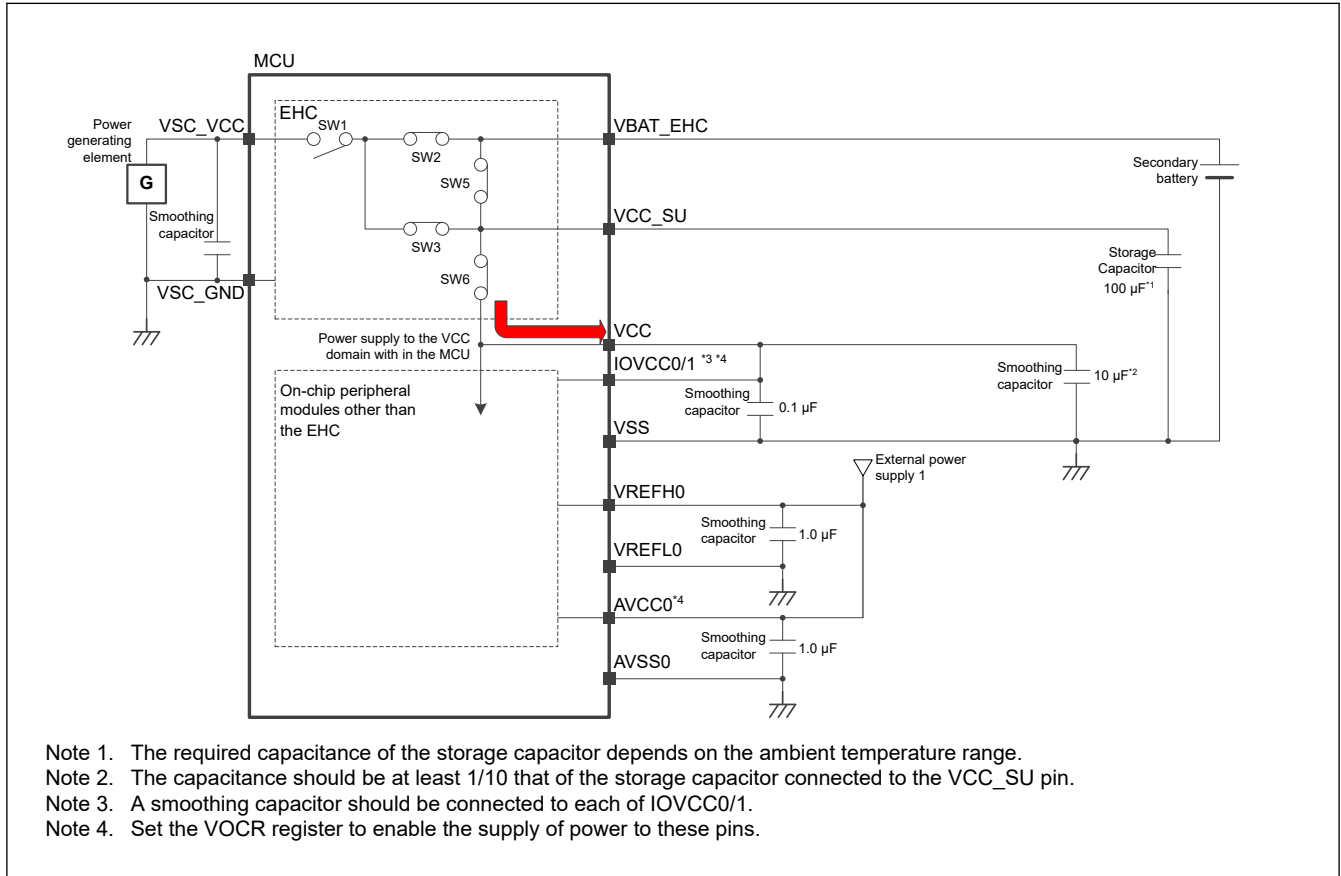 MCU
EHC
Power
generating
element
VSC_VCC
SW1
VBAT_EHC
SW2
Secondary
battery
G
SW5
Smoothing
capacitor
VCC_SU
SW3
Storage
Capacitor
100 µF*1
SW6
VSC_GND
Power supply to the VCC
domain with in the MCU
VCC
IOVCC0/1 *3 *4
Smoothing
capacitor
10 µF*2
On-chip peripheral
modules other than
the EHC
Smoothing
capacitor
0.1 µF
VSS
External power
supply 1
VREFH0
Smoothing
capacitor
1.0 µF
VREFL0
AVCC0*4
Smoothing
capacitor
1.0 µF
AVSS0
Note 1. The required capacitance of the storage capacitor depends on the ambient temperature range.
Note 2. The capacitance should be at least 1/10 that of the storage capacitor connected to the VCC_SU pin.
Note 3. A smoothing capacitor should be connected to each of IOVCC0/1.
Note 4. Set the VOCR register to enable the supply of power to these pins.